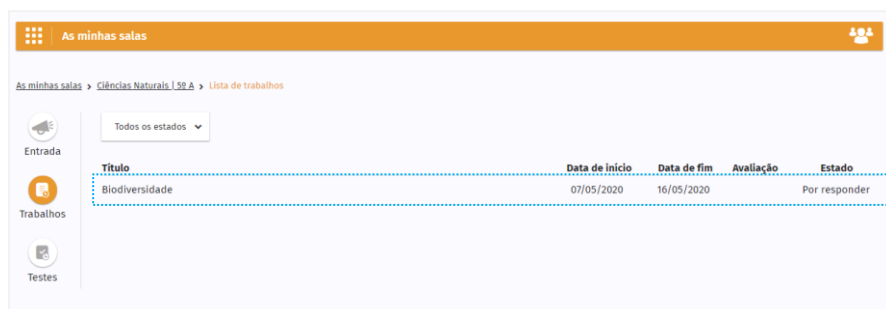 As minhas salas
As minhas salas > Ciências Naturais | 5º A > Lista de trabalhos
Entrada
Trabalhos
Testes
Todos os estados
Título Data de início Data de fim Avaliação Estado
Biodiversidade 07/05/2020 16/05/2020 Por responder